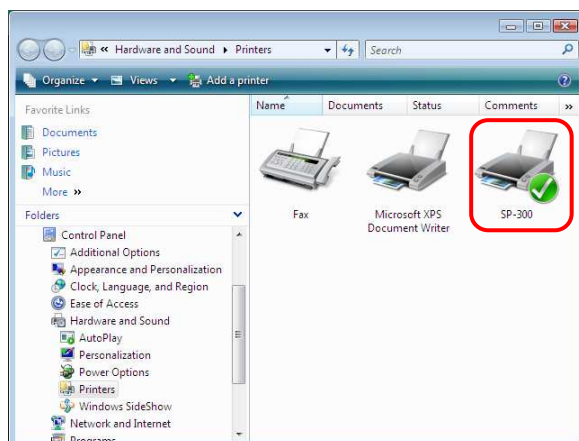 « Hardware and Sound ▸ Printers
Search
Organize Views Add a printer
Favorite Links
Documents
Pictures
Music
More »
Folders
Control Panel
Additional Options
Appearance and Personalization
Clock, Language, and Region
Ease of Access
Hardware and Sound
AutoPlay
Personalization
Power Options
Printers
Windows SideShow
Network and Internet
Programs
Name Documents Status Comments »
Fax
Microsoft XPS
Document Writer
SP-300